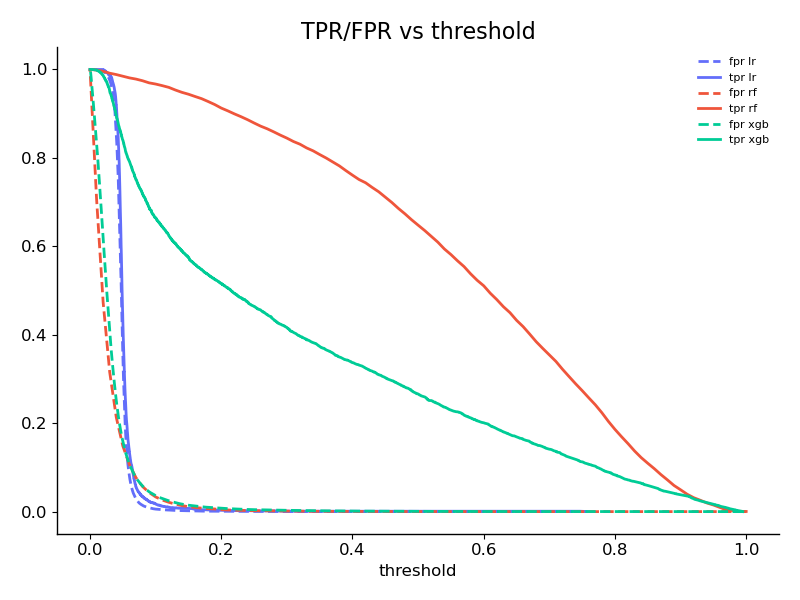 TPR/FPR vs threshold
fpr lr
tpr lr
fpr rf
tpr rf
fpr xgb
tpr xgb
1.0
0.8
0.6
0.4
0.2
0.0
0.0 0.2 0.4 0.6 0.8 1.0
threshold